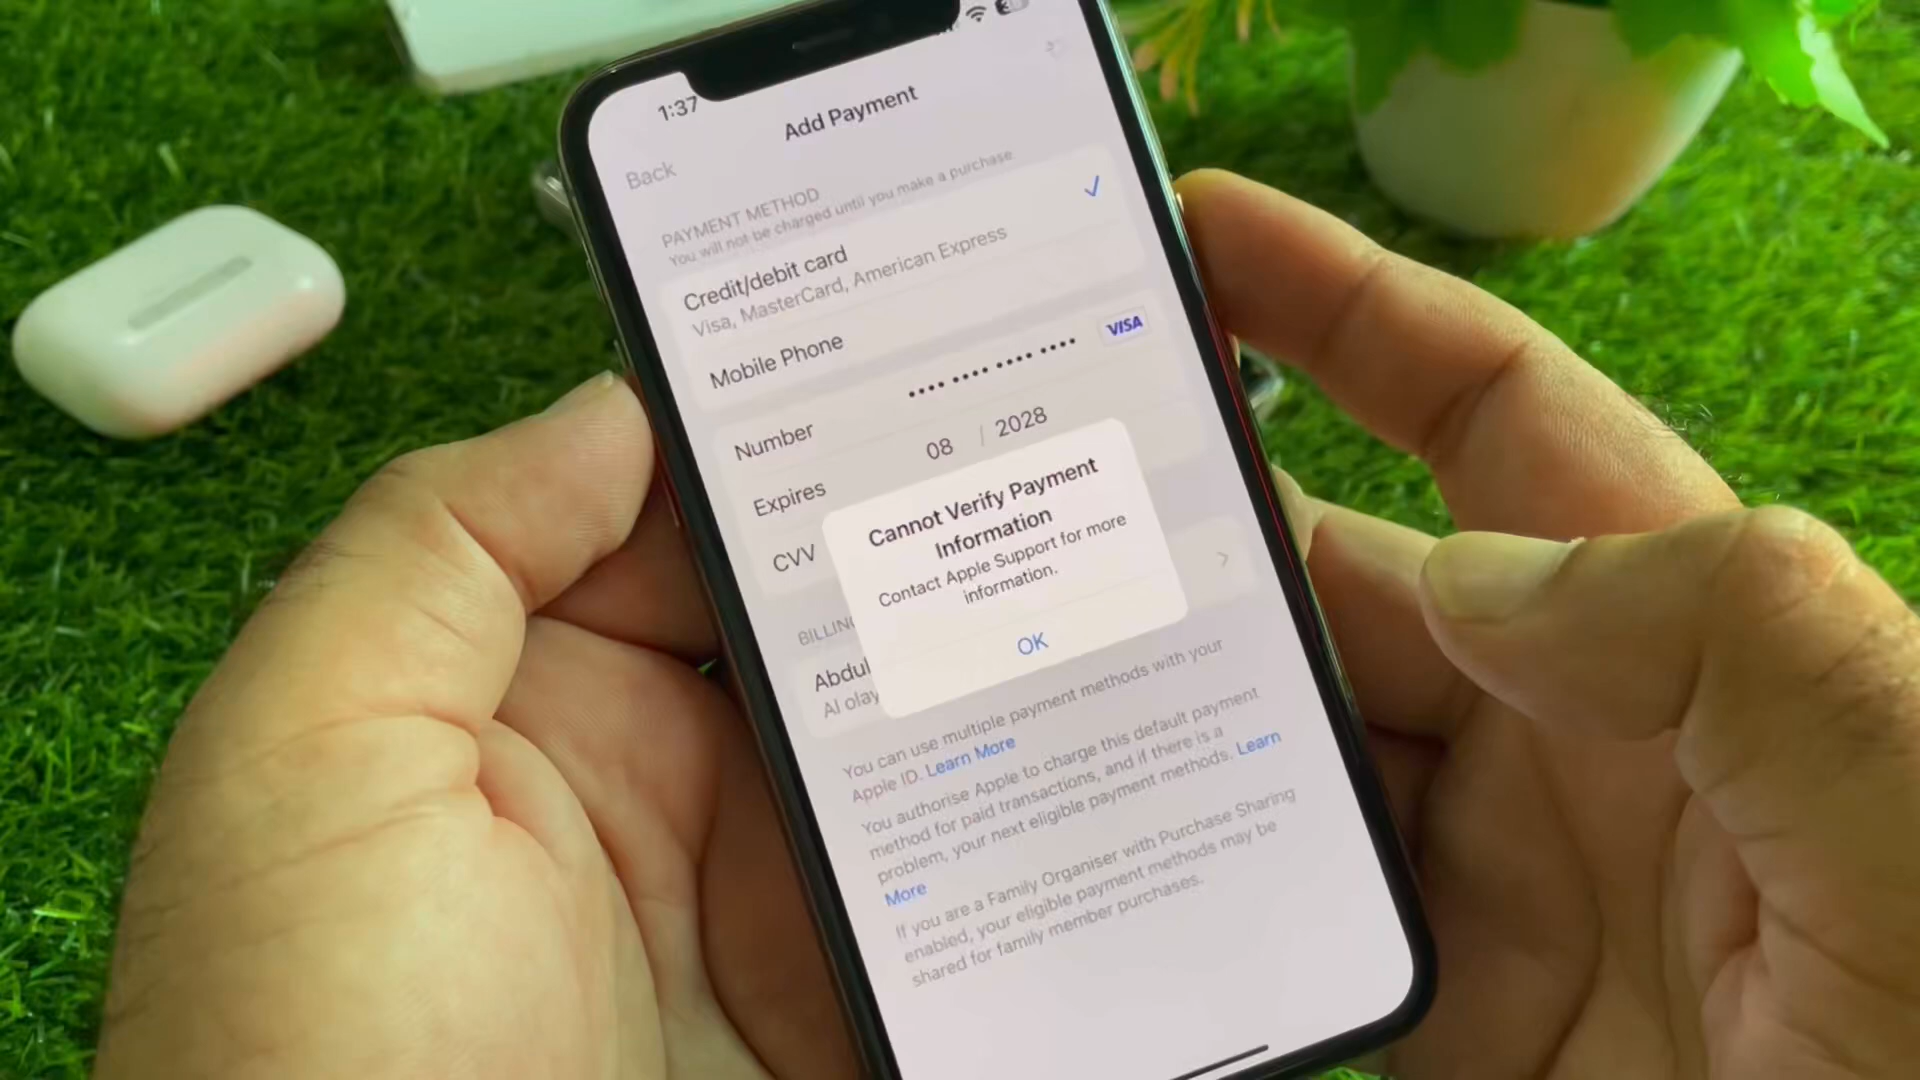 1:37
Add Payment
Back
PAYMENT METHOD
You will not be charged until you make a purchase
Credit/debit card
Visa, MasterCard, American Express
Mobile Phone
Number •••• •••• •••• •••• VISA
Expires 08 / 2028
CVV
Cannot Verify Payment
Information
Contact Apple Support for more
information.
OK
BILLIN
Abdul
Al olay
You can use multiple payment methods with your
Apple ID. Learn More
You authorise Apple to charge this default payment
method for paid transactions, and if there is a
problem, your next eligible payment methods. Learn
More
If you are a Family Organiser with Purchase Sharing
enabled, your eligible payment methods may be
shared for family member purchases.